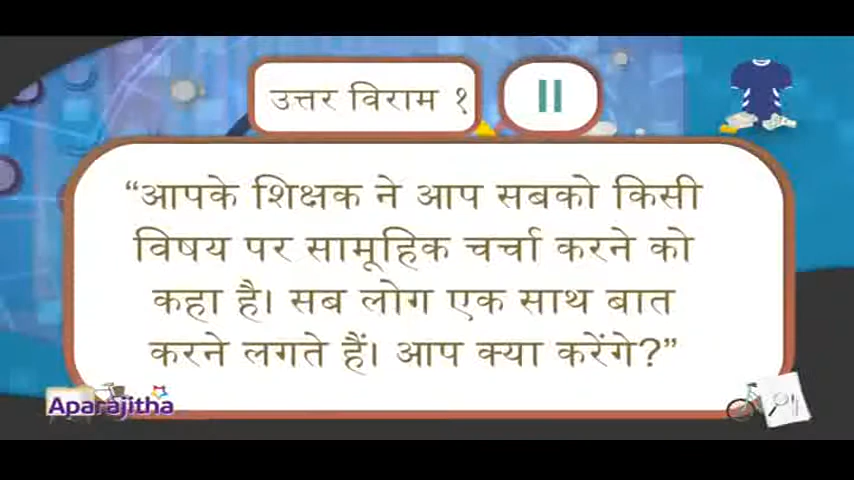 उत्तर विराम १
“आपके शिक्षक ने आप सबको किसी
विषय पर सामूहिक चर्चा करने को
कहा है। सब लोग एक साथ बात
करने लगते हैं। आप क्या करेंगे?”
Aparajitha